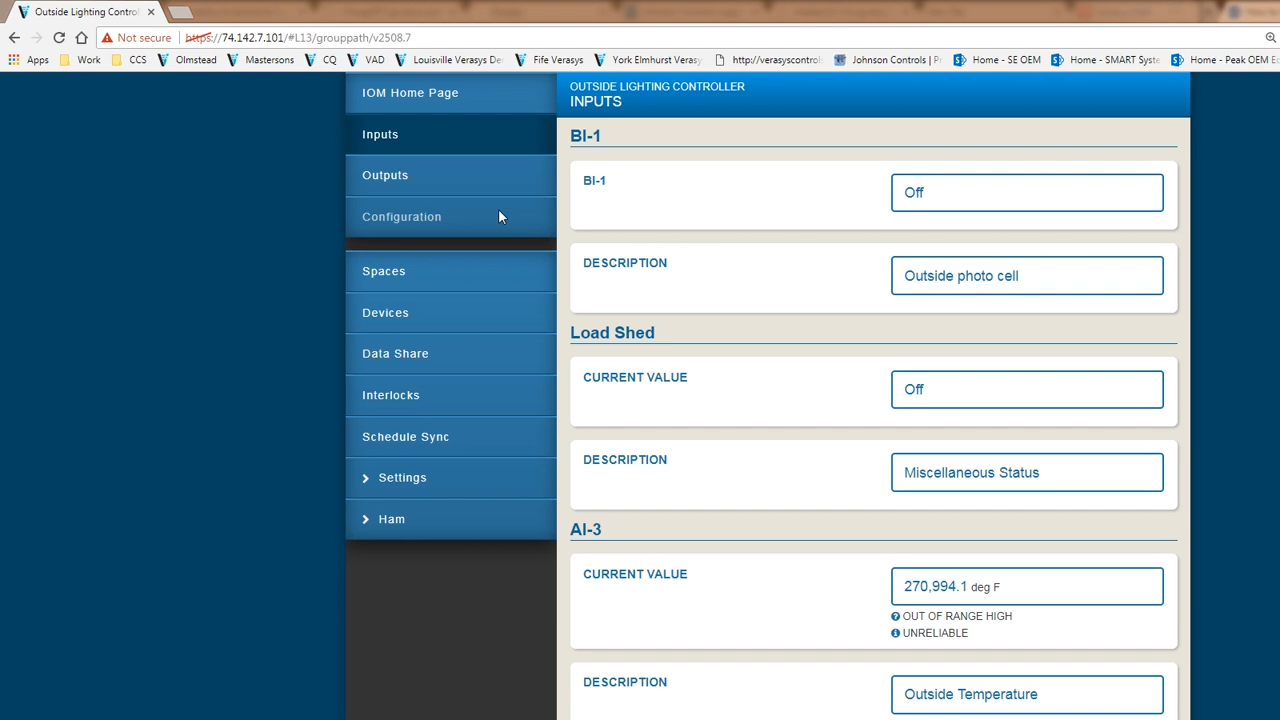 Outside Lighting Control
Not secure https://74.142.7.101/#L13/grouppath/v2508.7
Apps Work CCS Olmstead Mastersons CQ VAD Louisville Verasys De Fife Verasys York Elmhurst Verasy http://verasyscontrol Johnson Controls | P Home - SE OEM Home - SMART Syste Home - Peak OEM E
IOM Home Page
Inputs
Outputs
Configuration
Spaces
Devices
Data Share
Interlocks
Schedule Sync
Settings
Ham
OUTSIDE LIGHTING CONTROLLER
INPUTS
BI-1
BI-1 Off
DESCRIPTION Outside photo cell
Load Shed
CURRENT VALUE Off
DESCRIPTION Miscellaneous Status
AI-3
CURRENT VALUE 270,994.1 deg F
OUT OF RANGE HIGH
UNRELIABLE
DESCRIPTION Outside Temperature